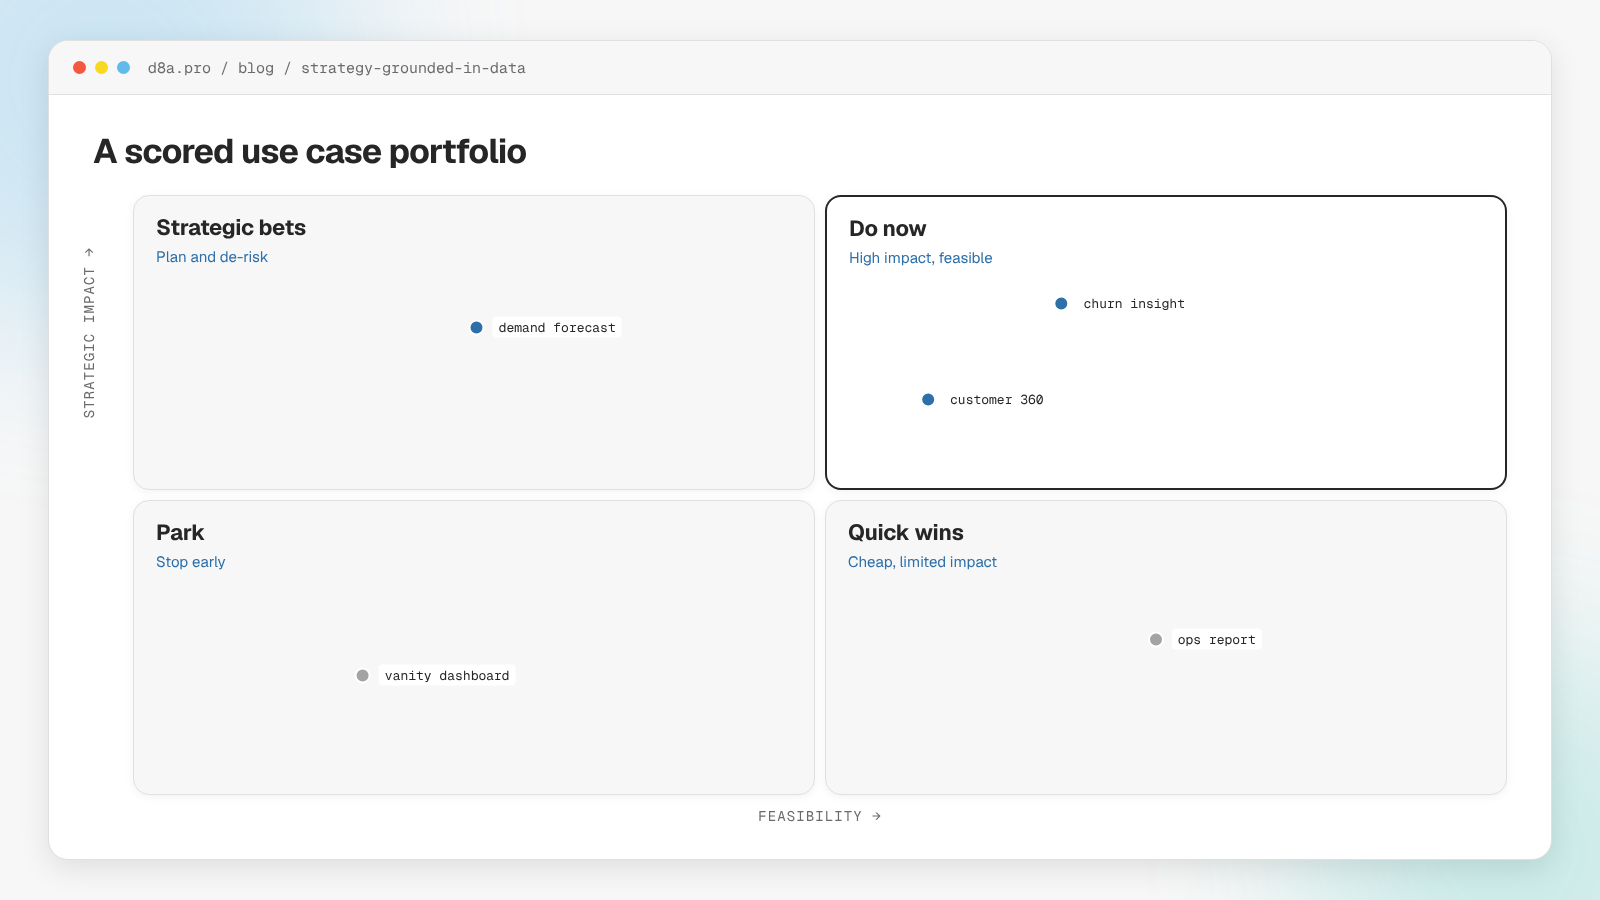 d8a.pro / blog / strategy-grounded-in-data
A scored use case portfolio
STRATEGIC IMPACT →
Strategic bets
Plan and de-risk
demand forecast
Do now
High impact, feasible
churn insight
customer 360
Park
Stop early
vanity dashboard
Quick wins
Cheap, limited impact
ops report
FEASIBILITY →